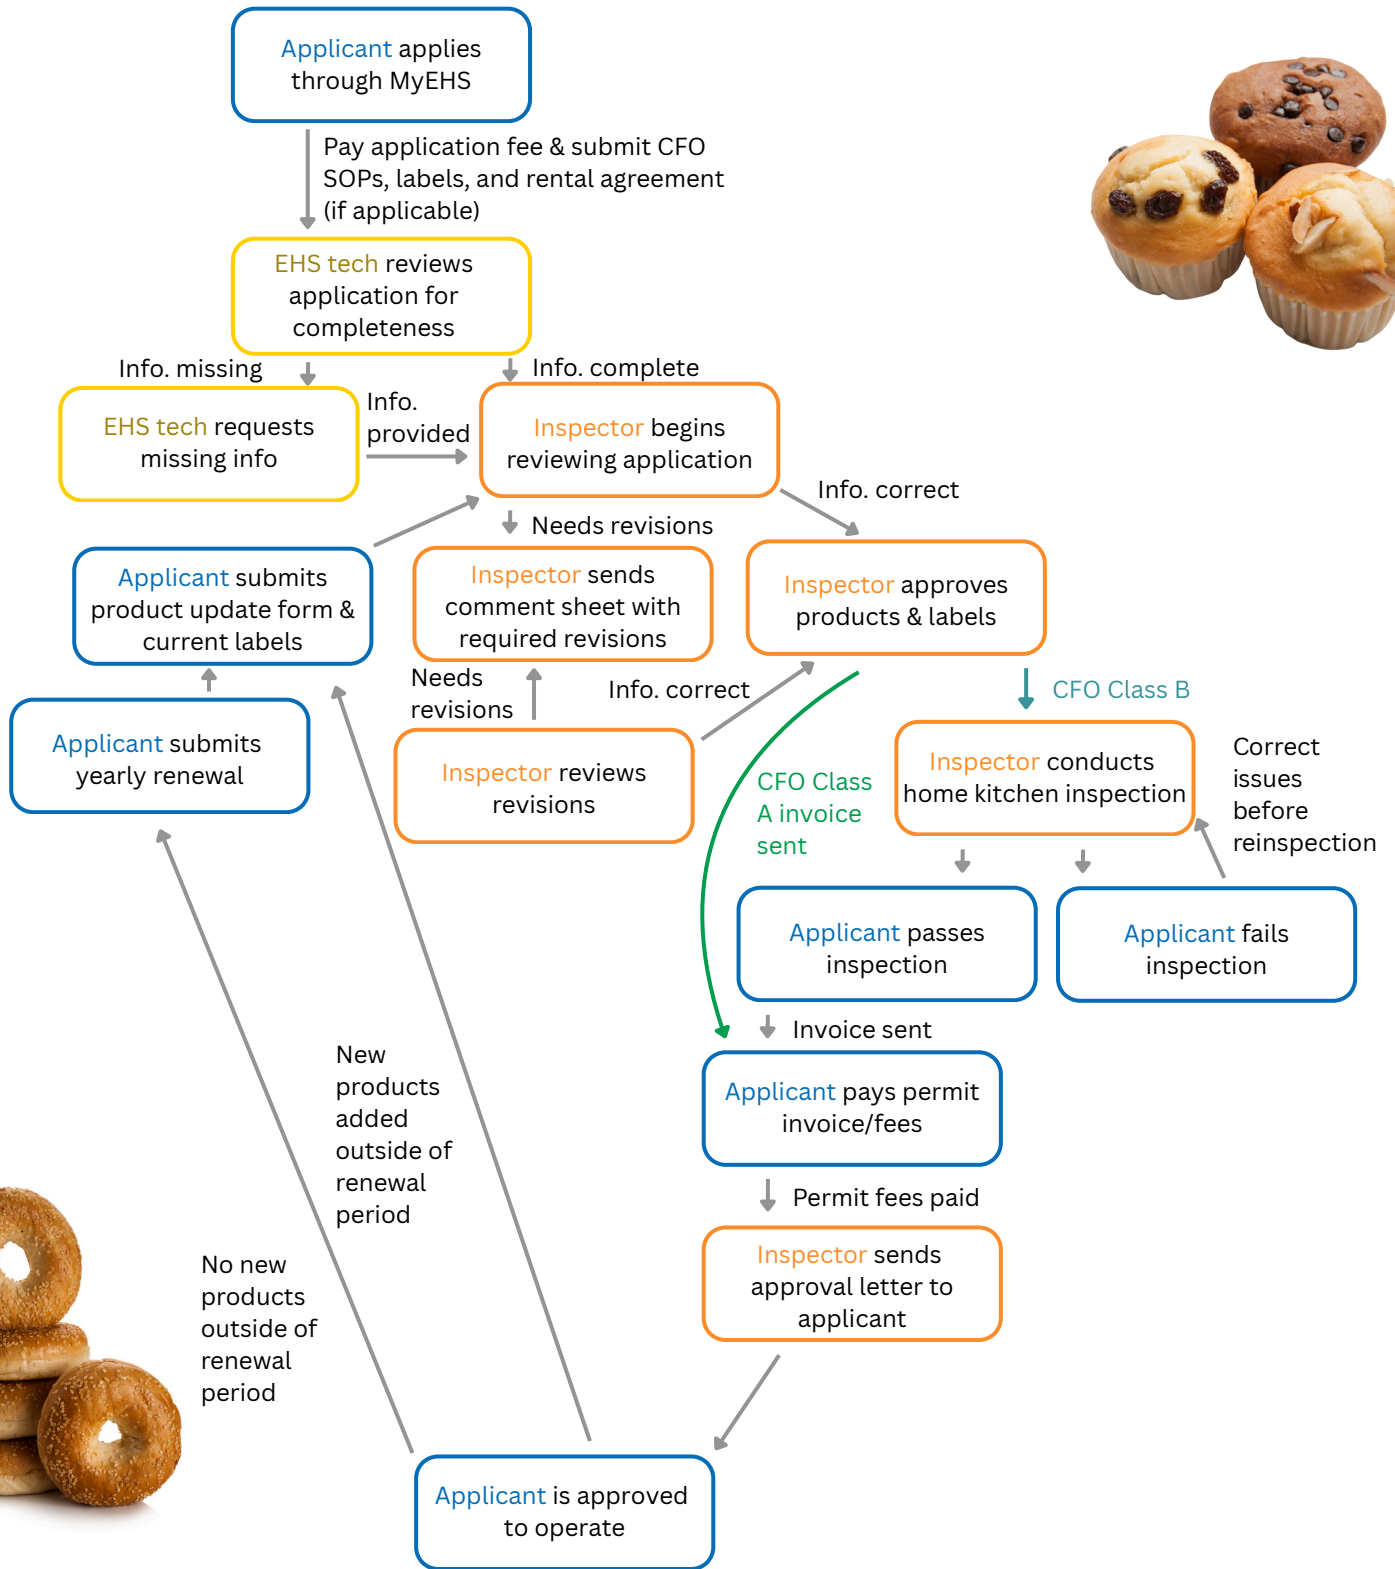 Applicant applies
through MyEHS
Pay application fee & submit CFO
SOPs, labels, and rental agreement
(if applicable)
EHS tech reviews
application for
completeness
Info. missing
Info. complete
EHS tech requests
missing info
Info.
provided
Inspector begins
reviewing application
Info. correct
Needs revisions
Applicant submits
product update form &
current labels
Inspector sends
comment sheet with
required revisions
Inspector approves
products & labels
Needs
revisions
Info. correct
CFO Class B
Applicant submits
yearly renewal
Inspector reviews
revisions
CFO Class
A invoice
sent
Inspector conducts
home kitchen inspection
Correct
issues
before
reinspection
Applicant passes
inspection
Applicant fails
inspection
Invoice sent
New
products
added
outside of
renewal
period
Applicant pays permit
invoice/fees
Permit fees paid
No new
products
outside of
renewal
period
Inspector sends
approval letter to
applicant
Applicant is approved
to operate